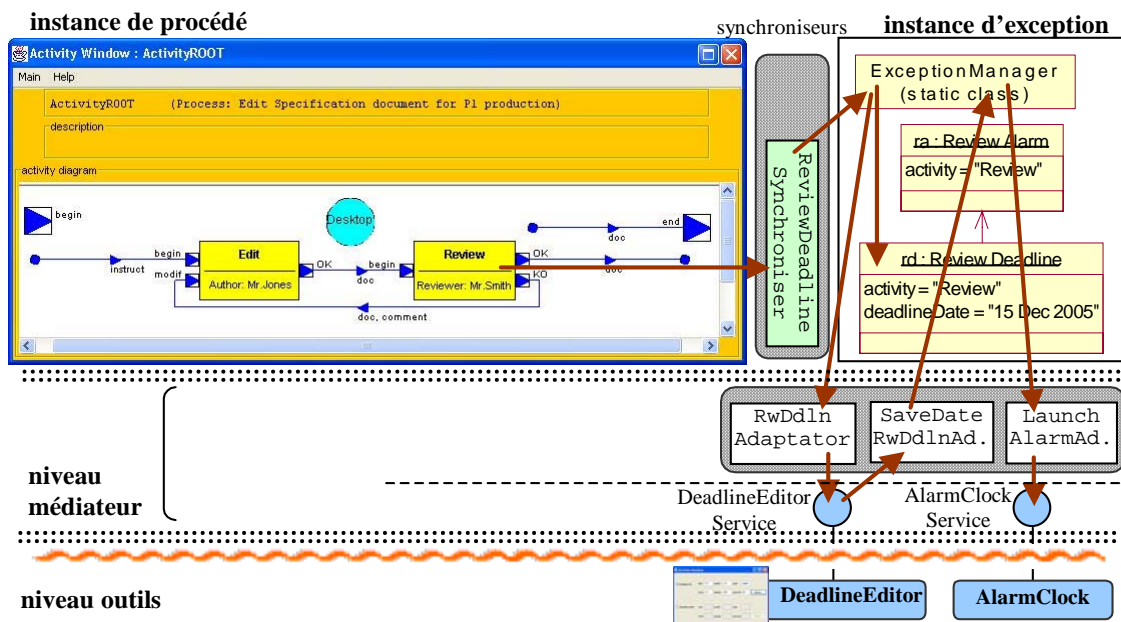 instance de procédé
synchroniseurs
instance d'exception
Activity Window : ActivityROOT
Main Help
ActivityROOT (Process: Edit Specification document for P1 production)
description
activity diagram
begin
Desktop
end
doc
begin
Edit
OK
begin
Review
OK
instruct
modif
Author: Mr.Jones
doc
Reviewer: Mr.Smith
KO
doc
doc, comment
ReviewDeadline
Synchroniser
ExceptionManager
(static class)
ra : Review Alarm
activity = "Review"
rd : Review Deadline
activity = "Review"
deadlineDate = "15 Dec 2005"
niveau
médiateur
RwDdln
Adaptator
SaveDate
RwDdlnAd.
Launch
AlarmAd.
DeadlineEditor
Service
AlarmClock
Service
niveau outils
DeadlineEditor
AlarmClock